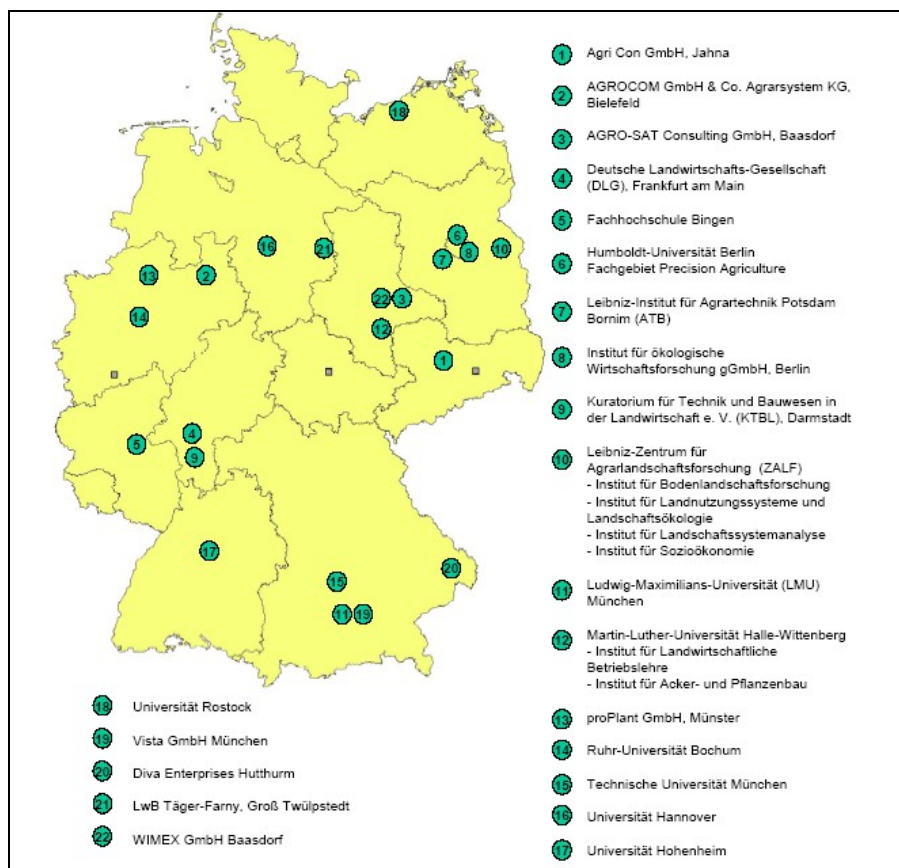 18
16
21
6
8
10
7
13
2
22
3
14
12
1
4
5
9
17
20
15
11
19
1 Agri Con GmbH, Jahna
2 AGROCOM GmbH & Co. Agrarsystem KG,
Bielefeld
3 AGRO-SAT Consulting GmbH, Baasdorf
4 Deutsche Landwirtschafts-Gesellschaft
(DLG), Frankfurt am Main
5 Fachhochschule Bingen
6 Humboldt-Universität Berlin
Fachgebiet Precision Agriculture
7 Leibniz-Institut für Agrartechnik Potsdam
Bornim (ATB)
8 Institut für ökologische
Wirtschaftsforschung gGmbH, Berlin
9 Kuratorium für Technik und Bauwesen in
der Landwirtschaft e. V. (KTBL), Darmstadt
10 Leibniz-Zentrum für
Agrarlandschaftsforschung (ZALF)
- Institut für Bodenlandschaftsforschung
- Institut für Landnutzungssysteme und
Landschaftsökologie
- Institut für Landschaftssystemanalyse
- Institut für Sozioökonomie
11 Ludwig-Maximilians-Universität (LMU)
München
12 Martin-Luther-Universität Halle-Wittenberg
- Institut für Landwirtschaftliche
Betriebslehre
- Institut für Acker- und Pflanzenbau
13 proPlant GmbH, Münster
14 Ruhr-Universität Bochum
15 Technische Universität München
16 Universität Hannover
17 Universität Hohenheim
18 Universität Rostock
19 Vista GmbH München
20 Diva Enterprises Hutthurm
21 LwB Täger-Farny, Groß Twülpstedt
22 WIMEX GmbH Baasdorf